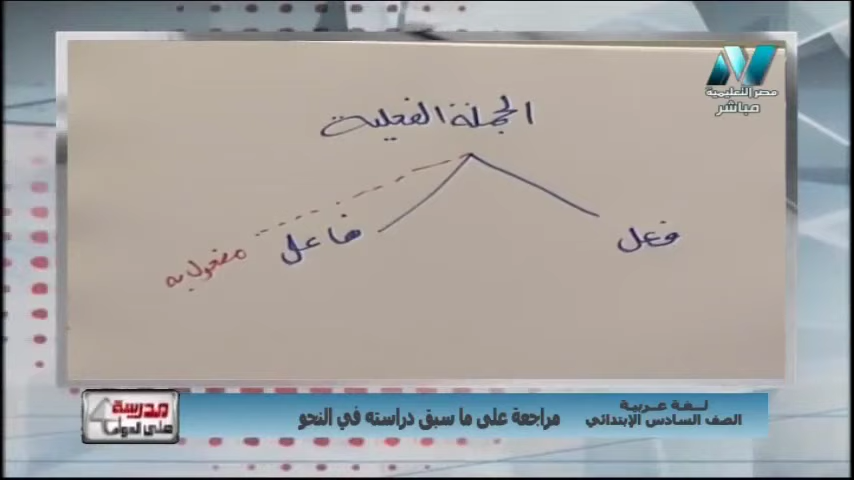 مصر التعليمية
مباشر
الجملة الفعلية
فعل
فاعل
مفعول به
لغة عربية
الصف السادس الإبتدائي
مراجعة على ما سبق دراسته في النحو
مدرسة
على الهواء